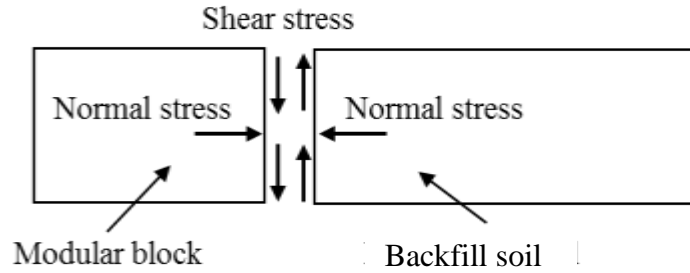 Shear stress
Normal stress
Normal stress
Modular block
Backfill soil